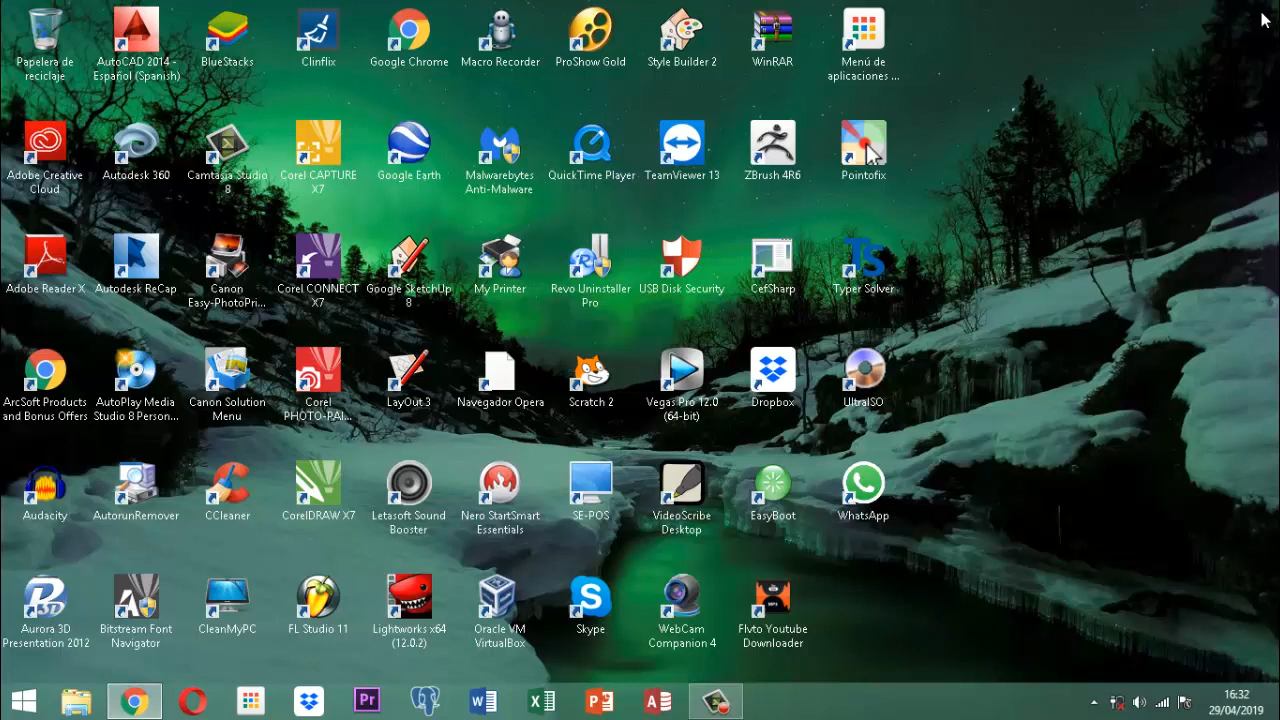 Papelera de
reciclaje
AutoCAD 2014 -
Español (Spanish)
BlueStacks
Clinflix
Google Chrome
Macro Recorder
ProShow Gold
Style Builder 2
WinRAR
Menú de
aplicaciones ...
Adobe Creative
Cloud
Autodesk 360
Camtasia Studio
8
Corel CAPTURE
X7
Google Earth
Malwarebytes
Anti-Malware
QuickTime Player
TeamViewer 13
ZBrush 4R6
Pointofix
Adobe Reader X
Autodesk ReCap
Canon
Easy-PhotoPri...
Corel CONNECT
X7
Google SketchUp
8
My Printer
Revo Uninstaller
Pro
USB Disk Security
CefSharp
TS
Typer Solver
ArcSoft Products
and Bonus Offers
AutoPlay Media
Studio 8 Person...
Canon Solution
Menu
Corel
PHOTO-PAI...
LayOut 3
Navegador Opera
Scratch 2
Vegas Pro 12.0
(64-bit)
Dropbox
UltraISO
Audacity
AutorunRemover
CCleaner
CorelDRAW X7
Letasoft Sound
Booster
Nero StartSmart
Essentials
SE-POS
VideoScribe
Desktop
EasyBoot
WhatsApp
Aurora 3D
Presentation 2012
Bitstream Font
Navigator
CleanMyPC
FL Studio 11
Lightworks x64
(12.0.2)
Oracle VM
VirtualBox
Skype
WebCam
Companion 4
Flvto Youtube
Downloader
Pr
16:32
29/04/2019